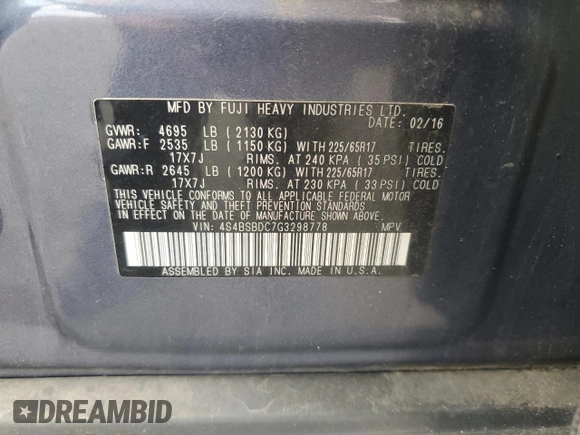 MFD BY FUJI HEAVY INDUSTRIES LTD.
DATE: 02/16
GVWR: 4695 LB ( 2130 KG)
GAWR:F 2535 LB ( 1150 KG) WITH 225/65R17 TIRES.
17X7J RIMS. AT 240 KPA ( 35 PSI) COLD
GAWR:R 2645 LB ( 1200 KG) WITH 225/65R17 TIRES.
17X7J RIMS. AT 230 KPA ( 33 PSI) COLD
THIS VEHICLE CONFORMS TO ALL APPLICABLE FEDERAL MOTOR
VEHICLE SAFETY AND BUMPER STANDARDS
IN EFFECT ON THE DATE OF MANUFACTURE SHOWN ABOVE.
VIN: 4S4BSBDC7G3298778 MPV
ASSEMBLED BY SIA INC. MADE IN U.S.A.
DREAMBID